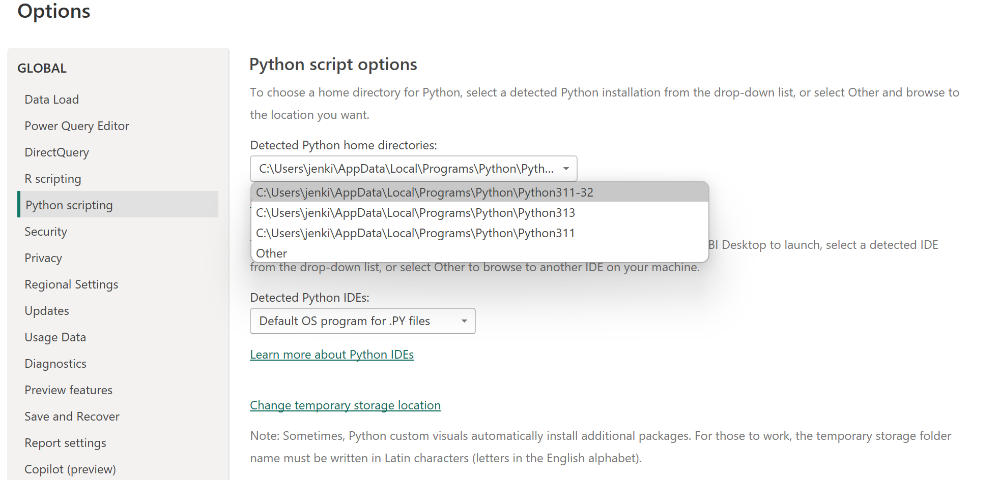 Options
GLOBAL
Data Load
Power Query Editor
DirectQuery
R scripting
Python scripting
Security
Privacy
Regional Settings
Updates
Usage Data
Diagnostics
Preview features
Save and Recover
Report settings
Copilot (preview)
Python script options
To choose a home directory for Python, select a detected Python installation from the drop-down list, or select Other and browse to
the location you want.
Detected Python home directories:
C:\Users\jenki\AppData\Local\Programs\Python\Pyth...
C:\Users\jenki\AppData\Local\Programs\Python\Python311-32
C:\Users\jenki\AppData\Local\Programs\Python\Python313
C:\Users\jenki\AppData\Local\Programs\Python\Python311
Other
BI Desktop to launch, select a detected IDE
from the drop-down list, or select Other to browse to another IDE on your machine.
Detected Python IDEs:
Default OS program for .PY files
Learn more about Python IDEs
Change temporary storage location
Note: Sometimes, Python custom visuals automatically install additional packages. For those to work, the temporary storage folder
name must be written in Latin characters (letters in the English alphabet).